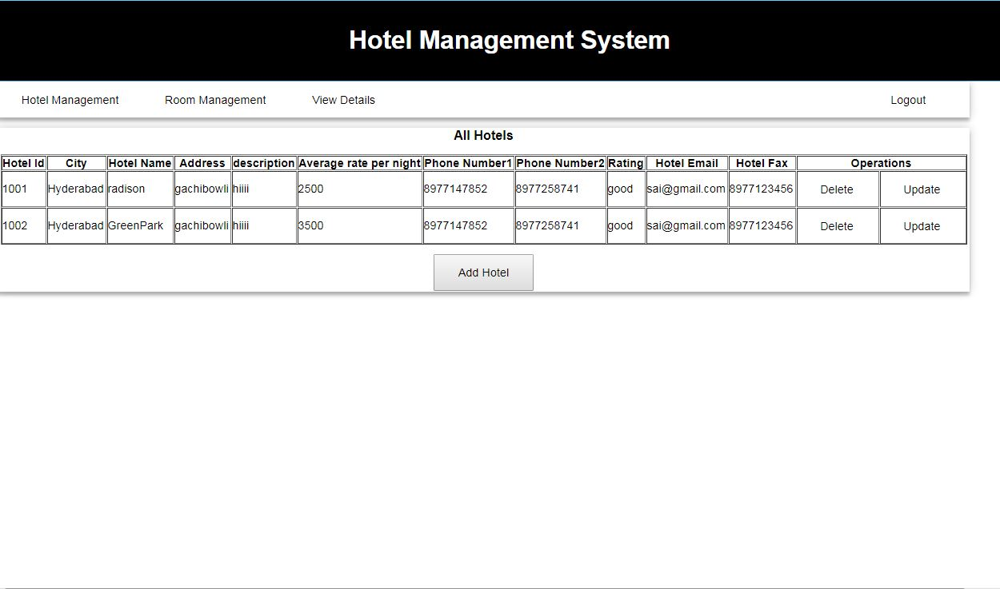 Hotel Management System
Hotel Management Room Management View Details Logout
All Hotels
Hotel Id City Hotel Name Address description Average rate per night Phone Number1 Phone Number2 Rating Hotel Email Hotel Fax Operations
1001 Hyderabad radison gachibowli hiiii 2500 8977147852 8977258741 good sai@gmail.com 8977123456 Delete Update
1002 Hyderabad GreenPark gachibowli hiiii 3500 8977147852 8977258741 good sai@gmail.com 8977123456 Delete Update
Add Hotel